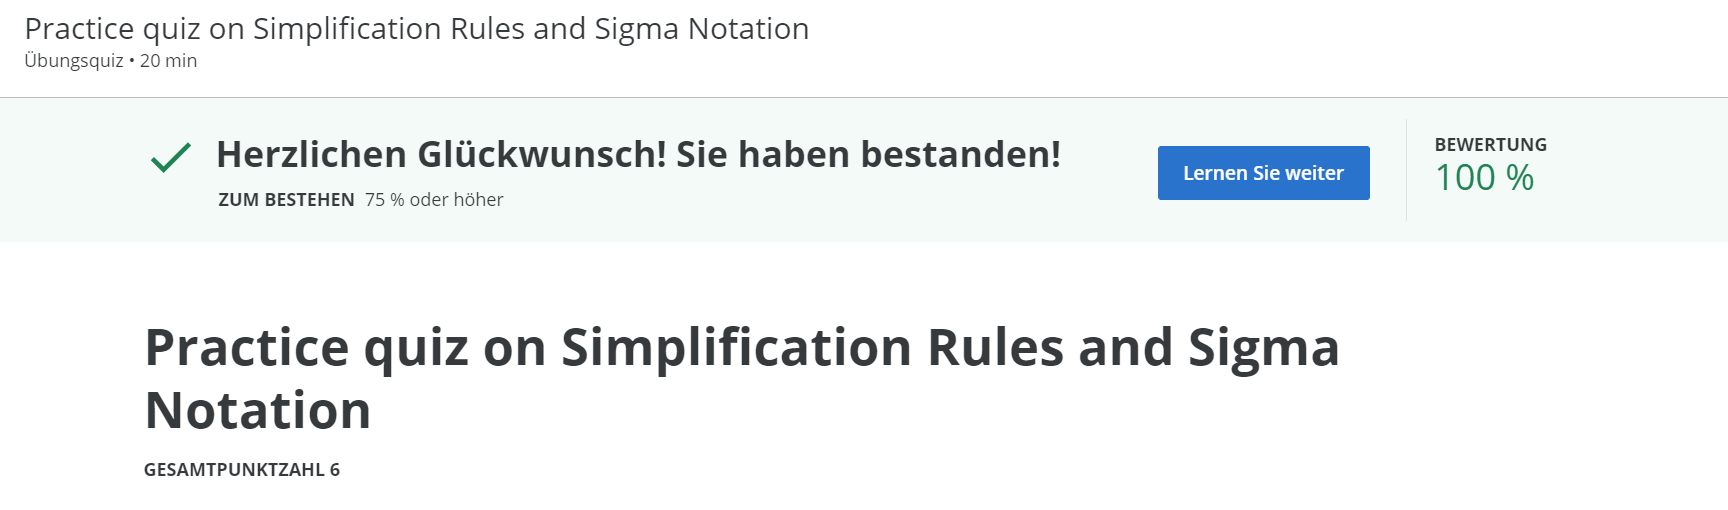 Practice quiz on Simplification Rules and Sigma Notation
Übungsquiz • 20 min
Herzlichen Glückwunsch! Sie haben bestanden!
ZUM BESTEHEN 75 % oder höher
Lernen Sie weiter
BEWERTUNG
100 %
Practice quiz on Simplification Rules and Sigma
Notation
GESAMTPUNKTZAHL 6